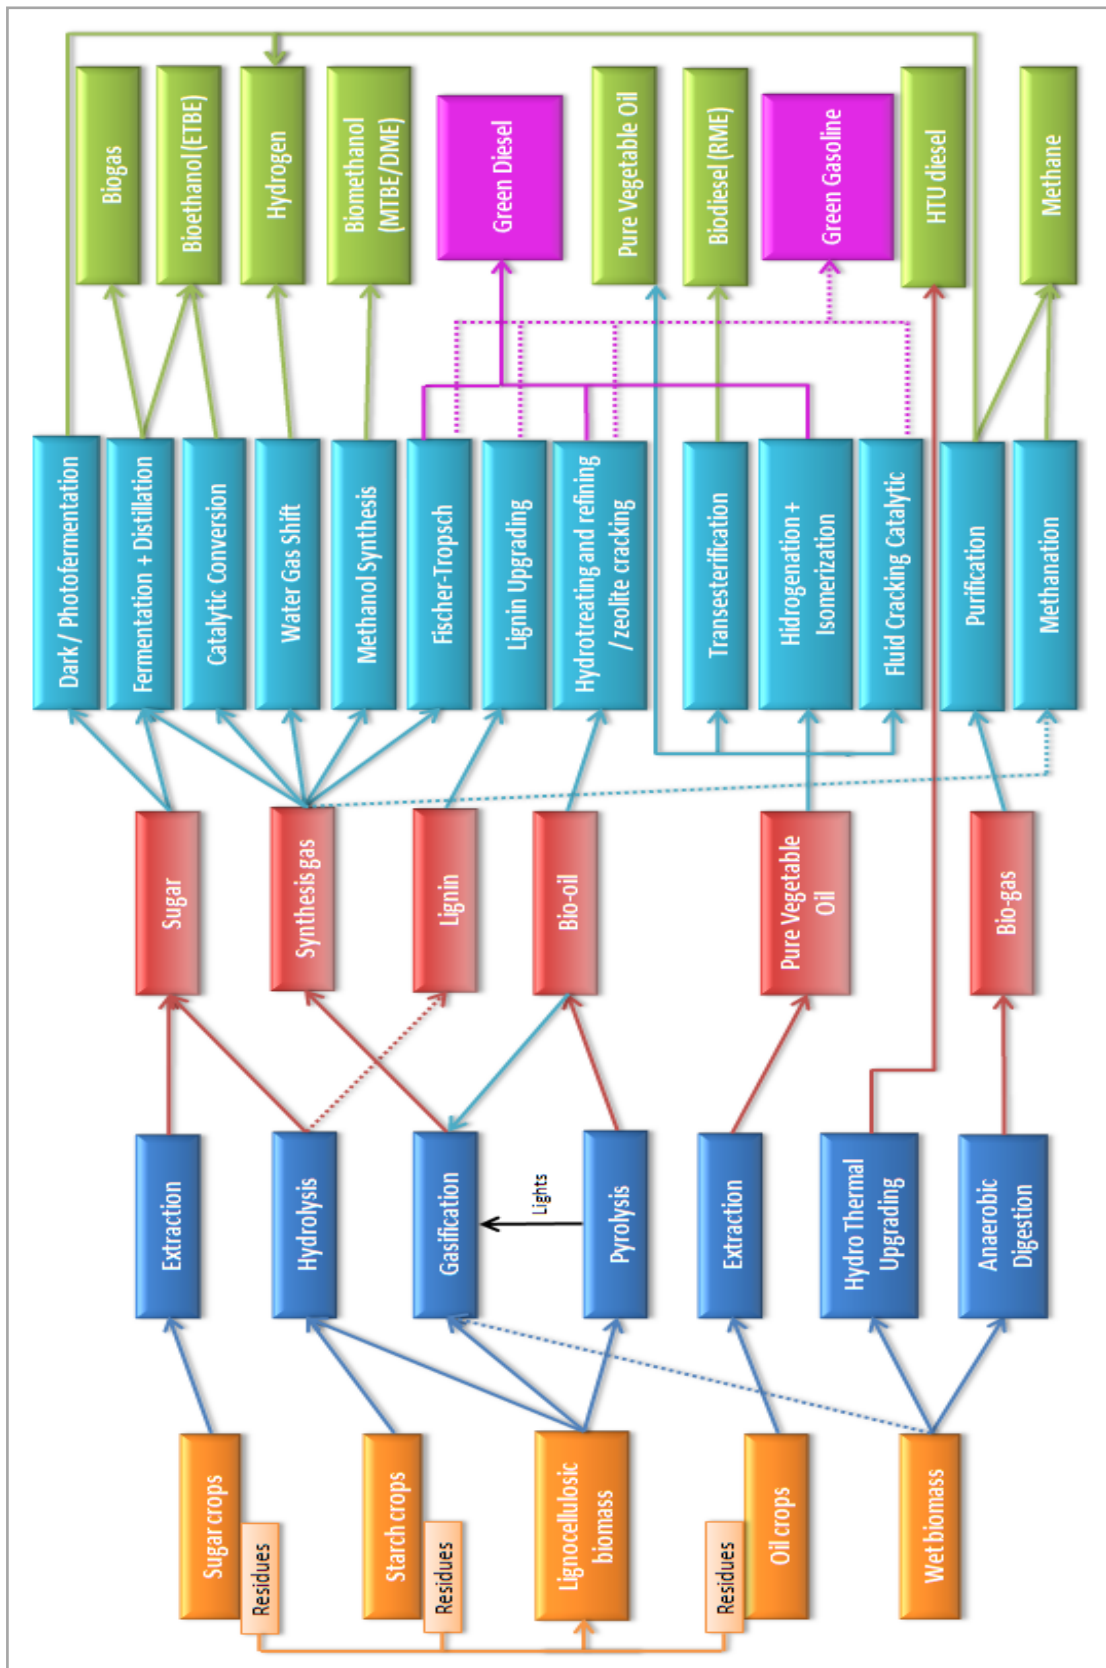 Sugar crops
Residues
Starch crops
Residues
Lignocellulosic
biomass
Residues
Oil crops
Wet biomass
Extraction
Hydrolysis
Gasification
Lights
Pyrolysis
Extraction
Hydro Thermal
Upgrading
Anaerobic
Digestion
Sugar
Synthesis gas
Lignin
Bio-oil
Pure Vegetable
Oil
Bio-gas
Dark / Photofementation
Fermentation + Distillation
Catalytic Conversion
Water Gas Shift
Methanol Synthesis
Fischer-Tropsch
Lignin Upgrading
Hydrotreating and refining
/ zeolite cracking
Transesterification
Hidrogenation +
Isomerization
Fluid Cracking Catalytic
Purification
Methanation
Biogas
Bioethanol (ETBE)
Hydrogen
Biomethanol
(MTBE/DME)
Green Diesel
Pure Vegetable Oil
Biodiesel (RME)
Green Gasoline
HTU diesel
Methane